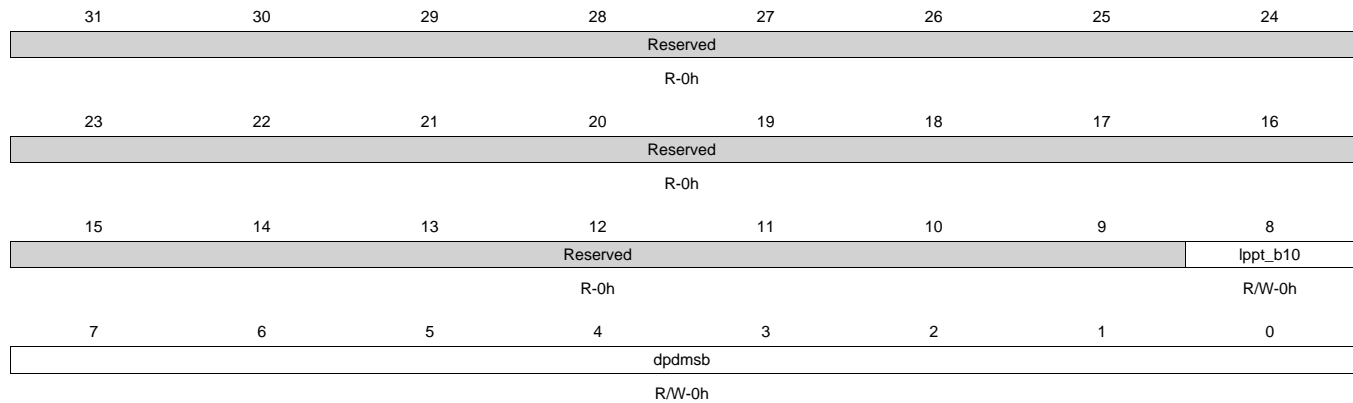 31 30 29 28 27 26 25 24
Reserved
R-0h
23 22 21 20 19 18 17 16
Reserved
R-0h
15 14 13 12 11 10 9 8
Reserved lppt_b10
R-0h R/W-0h
7 6 5 4 3 2 1 0
dpdmsb
R/W-0h